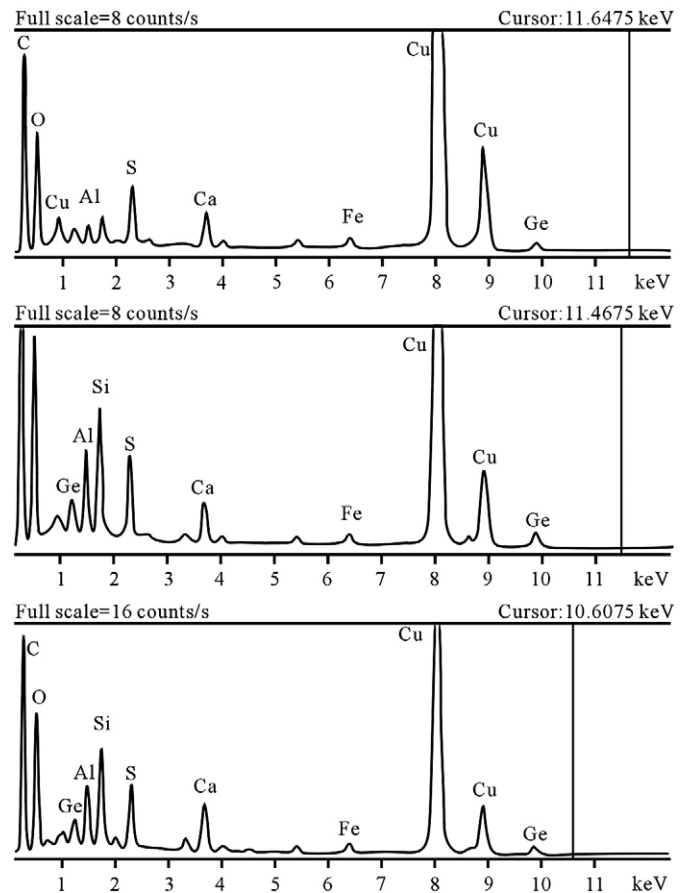 Full scale=8 counts/s Cursor:11.6475 keV
C
O
Cu
Al
S
Ca
Fe
Cu
Cu
Ge
1 2 3 4 5 6 7 8 9 10 11 keV
Full scale=8 counts/s Cursor:11.4675 keV
Ge
Al
Si
S
Ca
Fe
Cu
Cu
Ge
1 2 3 4 5 6 7 8 9 10 11 keV
Full scale=16 counts/s Cursor:10.6075 keV
C
O
Ge
Al
Si
S
Ca
Fe
Cu
Cu
Ge
1 2 3 4 5 6 7 8 9 10 11 keV